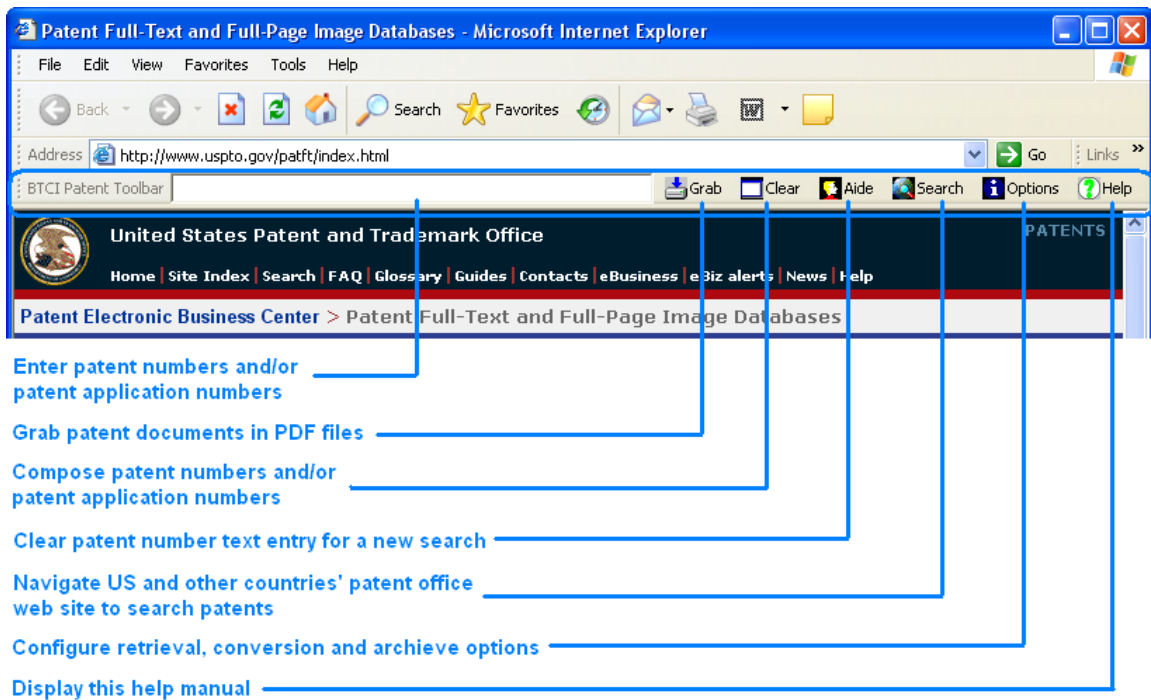 Patent Full-Text and Full-Page Image Databases - Microsoft Internet Explorer
File Edit View Favorites Tools Help
Back Search Favorites
Address http://www.uspto.gov/patft/index.html Go Links »
BTCI Patent Toolbar Grab Clear Aide Search Options Help
United States Patent and Trademark Office PATENTS
Home | Site Index | Search | FAQ | Glossary | Guides | Contacts | eBusiness | eBiz alerts | News | Help
Patent Electronic Business Center > Patent Full-Text and Full-Page Image Databases
Enter patent numbers and/or
patent application numbers
Grab patent documents in PDF files
Compose patent numbers and/or
patent application numbers
Clear patent number text entry for a new search
Navigate US and other countries' patent office
web site to search patents
Configure retrieval, conversion and archieve options
Display this help manual